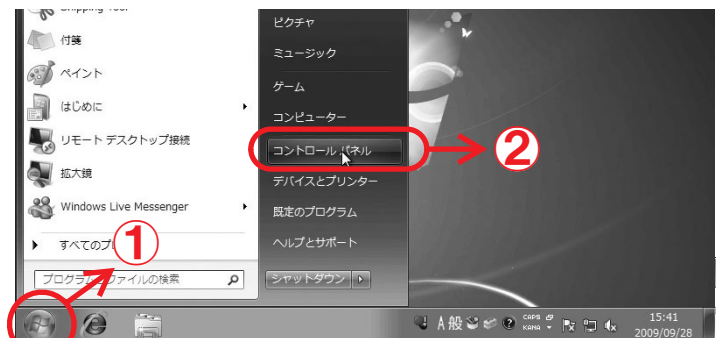 Snipping Tool
付箋
ペイント
はじめに
リモート デスクトップ接続
拡大鏡
Windows Live Messenger
すべてのプ
プログラム ファイルの検索
ピクチャ
ミュージック
ゲーム
コンピューター
コントロール パネル
デバイスとプリンター
既定のプログラム
ヘルプとサポート
シャットダウン
①
②
A 般
CAPS
KANA
15:41
2009/09/28